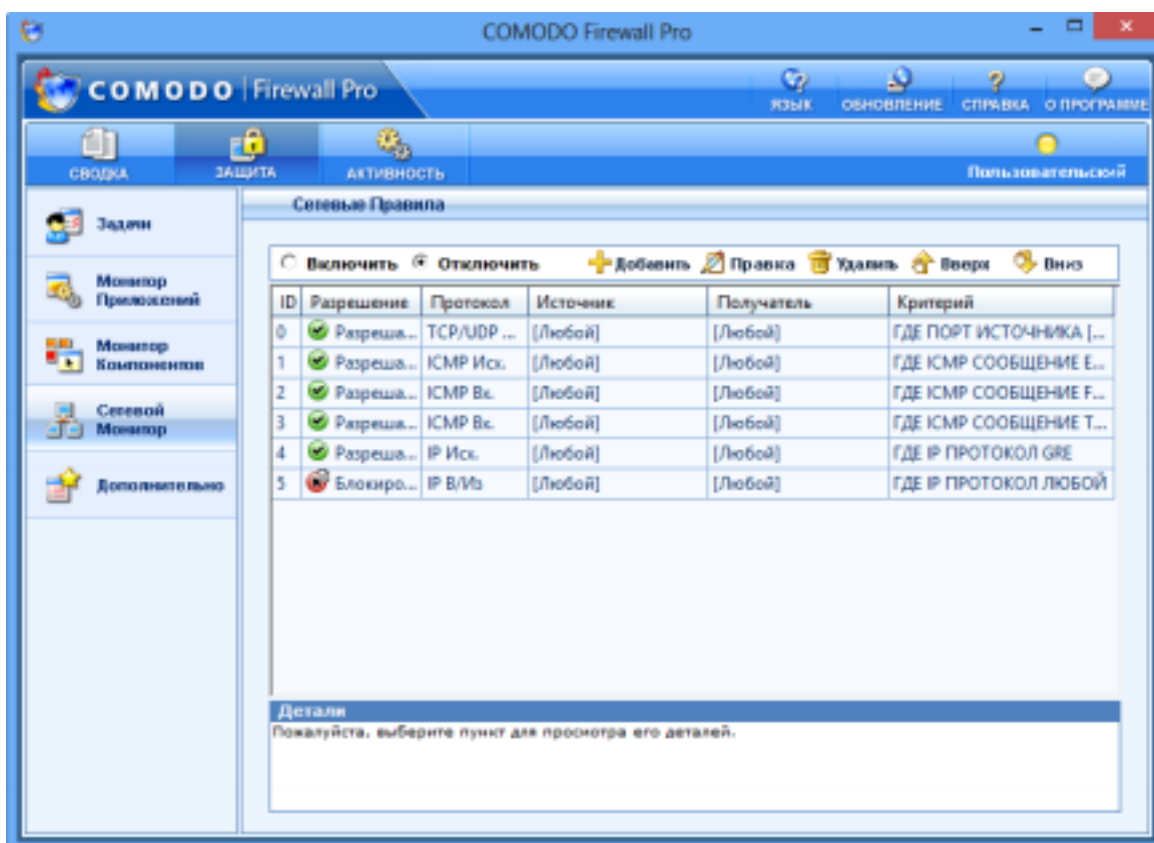 COMODO Firewall Pro
COMODO | Firewall Pro
ЯЗЫК ОБНОВЛЕНИЕ СПРАВКА О ПРОГРАММЕ
СВОДКА ЗАЩИТА АКТИВНОСТЬ Пользовательский
Сетевые Правила
Задачи
Монитор
Приложений
Монитор
Компонентов
Сетевой
Монитор
Дополнительно
Включить Отключить Добавить Правка Удалить Вверх Вниз
ID Разрешение Протокол Источник Получатель Критерий
0 Разреша... TCP/UDP ... [Любой] [Любой] ГДЕ ПОРТ ИСТОЧНИКА [...
1 Разреша... ICMP Исх. [Любой] [Любой] ГДЕ ICMP СООБЩЕНИЕ E...
2 Разреша... ICMP Вх. [Любой] [Любой] ГДЕ ICMP СООБЩЕНИЕ F...
3 Разреша... ICMP Вх. [Любой] [Любой] ГДЕ ICMP СООБЩЕНИЕ T...
4 Разреша... IP Исх. [Любой] [Любой] ГДЕ IP ПРОТОКОЛ GRE
5 Блокиро... IP В/Из [Любой] [Любой] ГДЕ IP ПРОТОКОЛ ЛЮБОЙ
Детали
Пожалуйста, выберите пункт для просмотра его деталей.